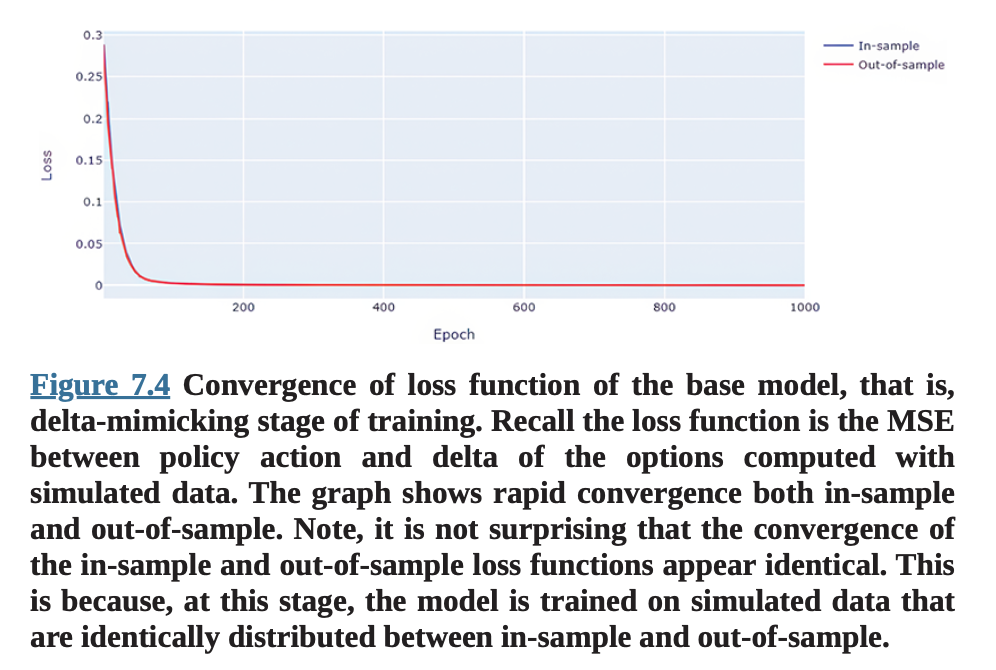 0.3
0.25
0.2
0.15
0.1
0.05
0
Loss
200
400
600
800
1000
Epoch
In-sample
Out-of-sample
Figure 7.4 Convergence of loss function of the base model, that is,
delta-mimicking stage of training. Recall the loss function is the MSE
between policy action and delta of the options computed with
simulated data. The graph shows rapid convergence both in-sample
and out-of-sample. Note, it is not surprising that the convergence of
the in-sample and out-of-sample loss functions appear identical. This
is because, at this stage, the model is trained on simulated data that
are identically distributed between in-sample and out-of-sample.